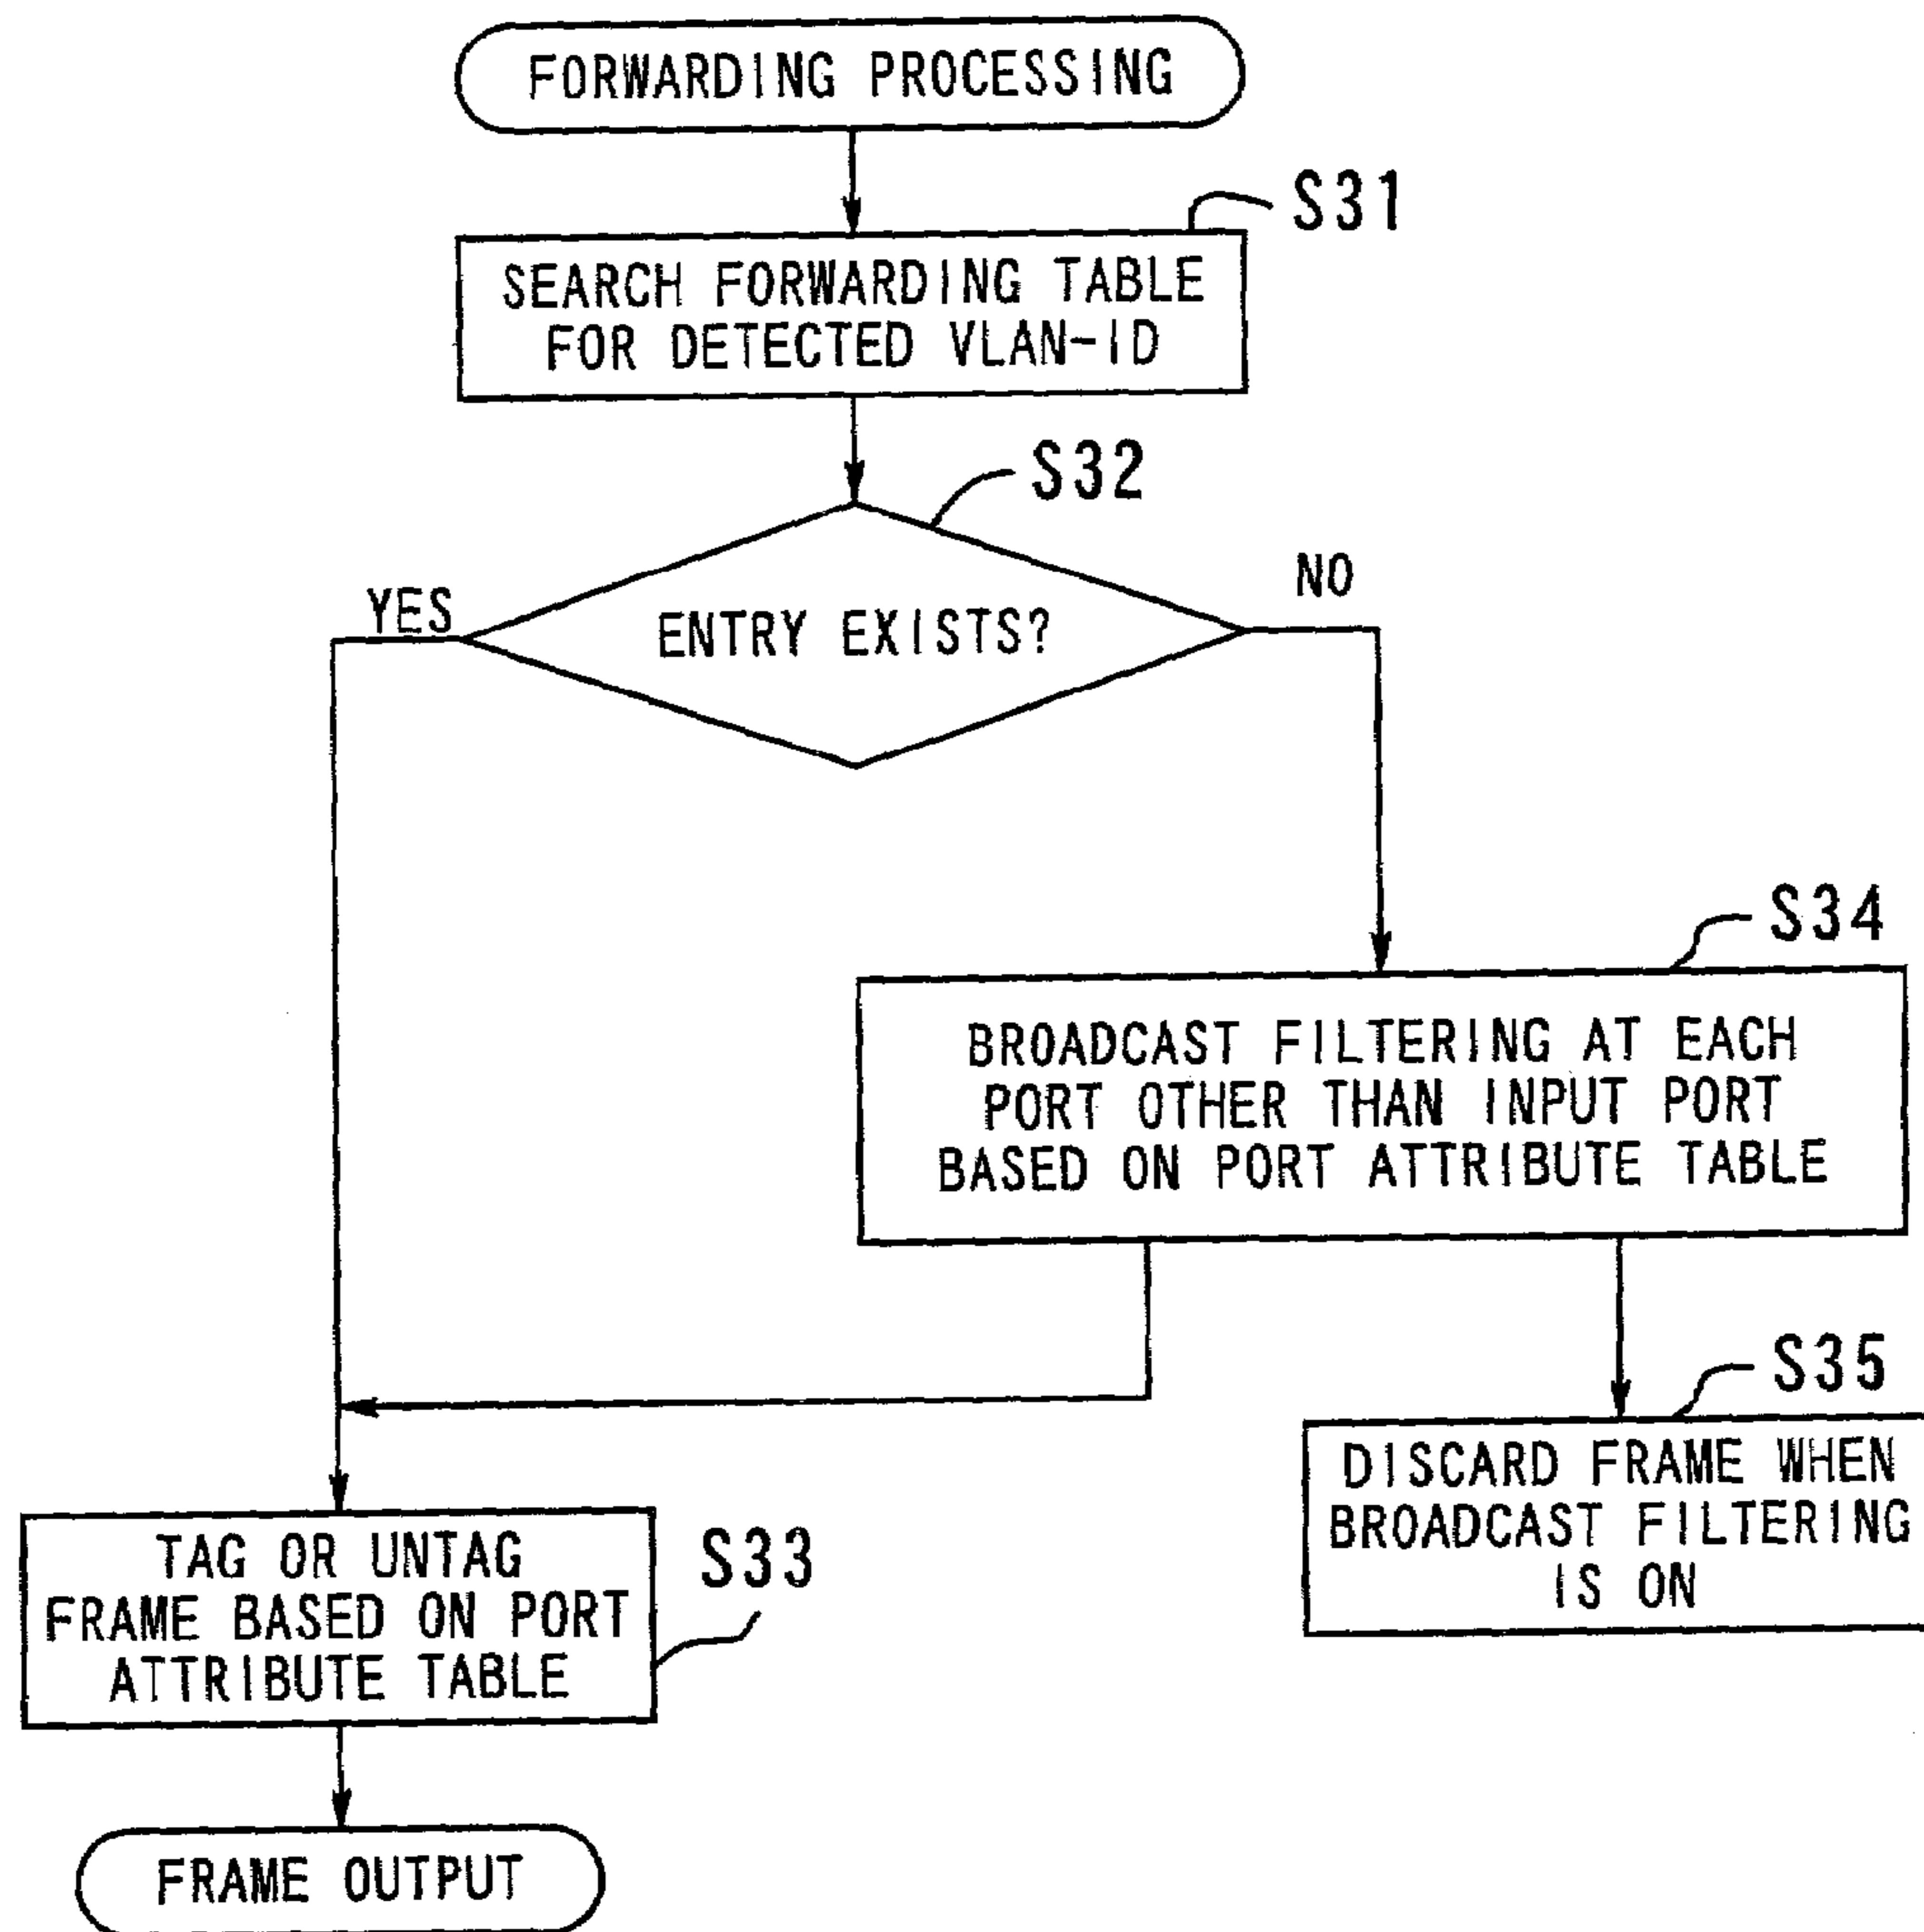 FORWARDING PROCESSING
S31
SEARCH FORWARDING TABLE
FOR DETECTED VLAN-ID
S32
YES
NO
ENTRY EXISTS?
S34
BROADCAST FILTERING AT EACH
PORT OTHER THAN INPUT PORT
BASED ON PORT ATTRIBUTE TABLE
S35
DISCARD FRAME WHEN
BROADCAST FILTERING
IS ON
TAG OR UNTAG
FRAME BASED ON PORT
ATTRIBUTE TABLE
S33
FRAME OUTPUT